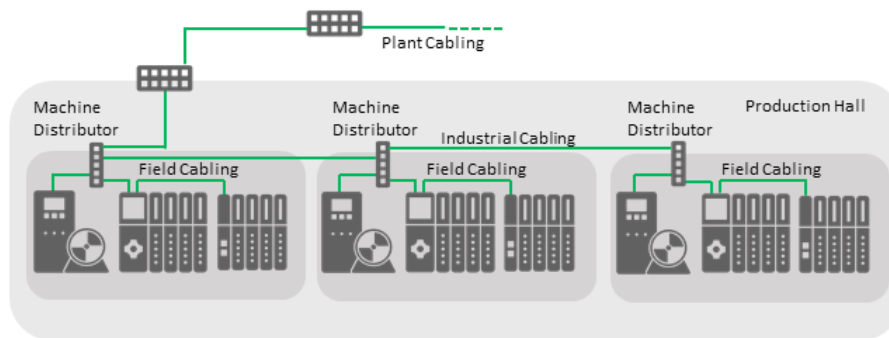 Plant Cabling
Machine
Distributor
Machine
Distributor
Machine
Distributor
Production Hall
Industrial Cabling
Field Cabling
Field Cabling
Field Cabling